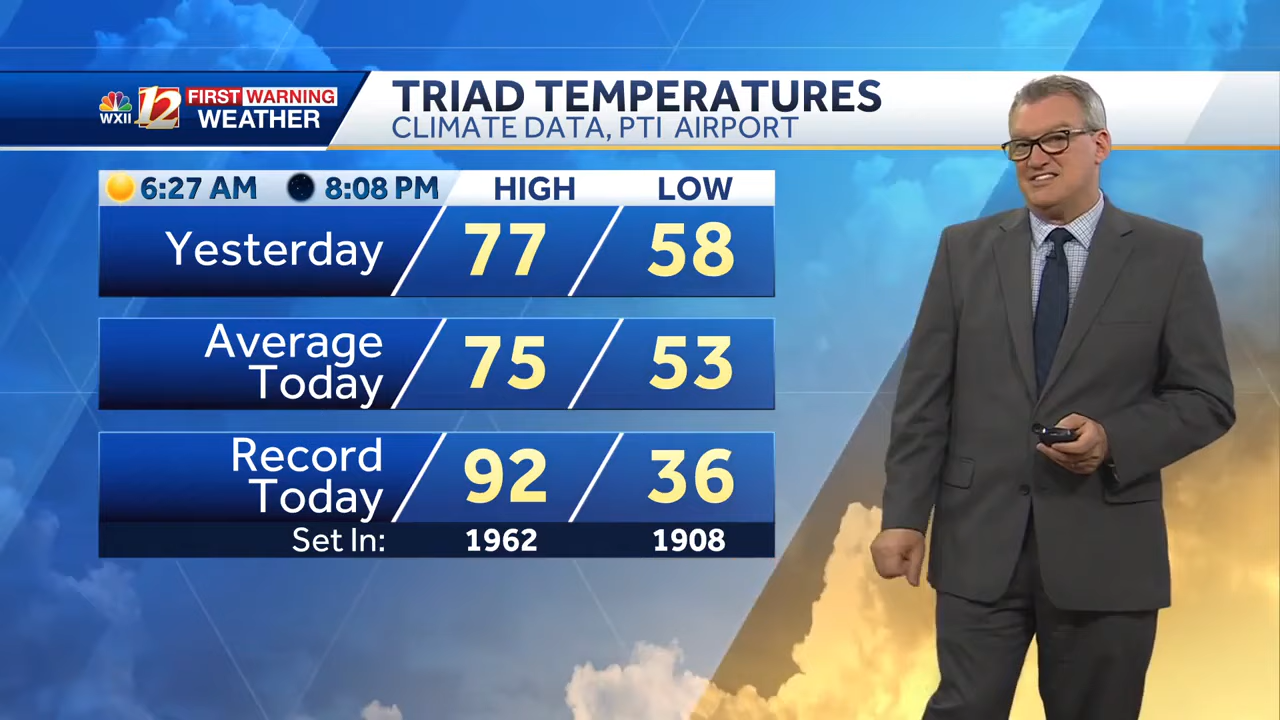 WXII 12 FIRST WARNING
WEATHER
TRIAD TEMPERATURES
CLIMATE DATA, PTI AIRPORT
6:27 AM 8:08 PM HIGH LOW
Yesterday 77 58
Average
Today 75 53
Record
Today 92 36
Set In: 1962 1908